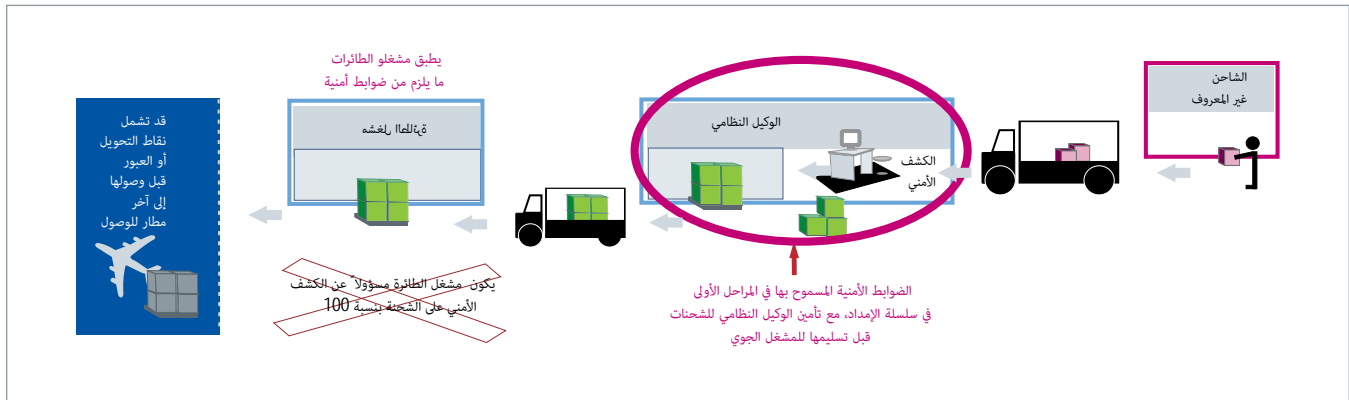 الشاحن
غير المعروف
الوكيل النظامي
الكشف
الأمني
الضوابط الأمنية المسموح بها في المراحل الأولى
في سلسلة الإمداد، مع تأمين الوكيل النظامي للشحنات
قبل تسليمها للمشغل الجوي
يطبق مشغلو الطائرات
ما يلزم من ضوابط أمنية
مشغل الطائرة
يكون مشغل الطائرة مسؤولاً عن الكشف
الأمني على الشحنة بنسبة 100
قد تشمل
نقاط التحويل
أو العبور
قبل وصولها
إلى آخر
مطار للوصول